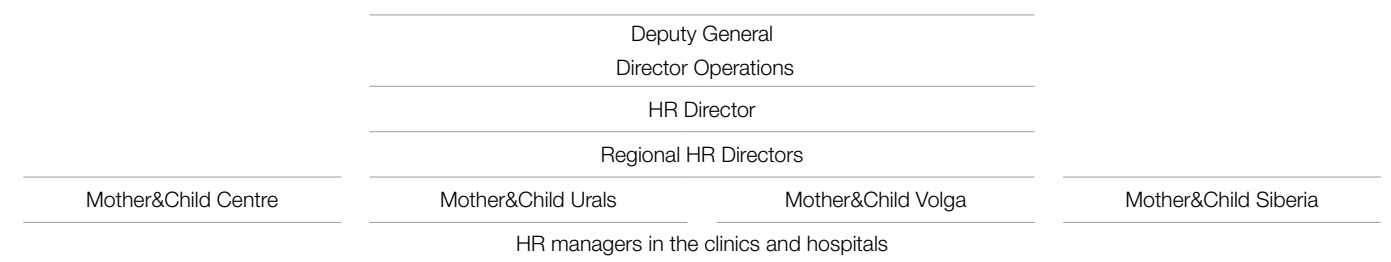 Deputy General
Director Operations
HR Director
Regional HR Directors
Mother&Child Centre
Mother&Child Urals
Mother&Child Volga
Mother&Child Siberia
HR managers in the clinics and hospitals